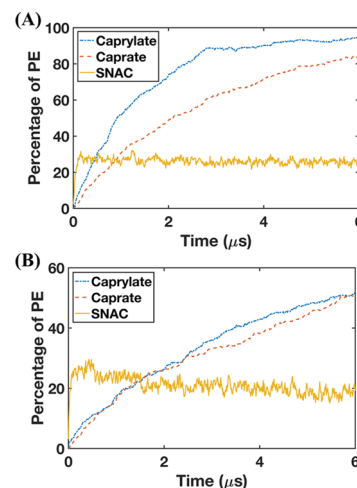 (A)
100
80
60
40
20
0
Percentage of PE
Caprylate
Caprate
SNAC
0 2 4 6
Time (μs)
(B)
60
40
20
0
Percentage of PE
Caprylate
Caprate
SNAC
0 2 4 6
Time (μs)